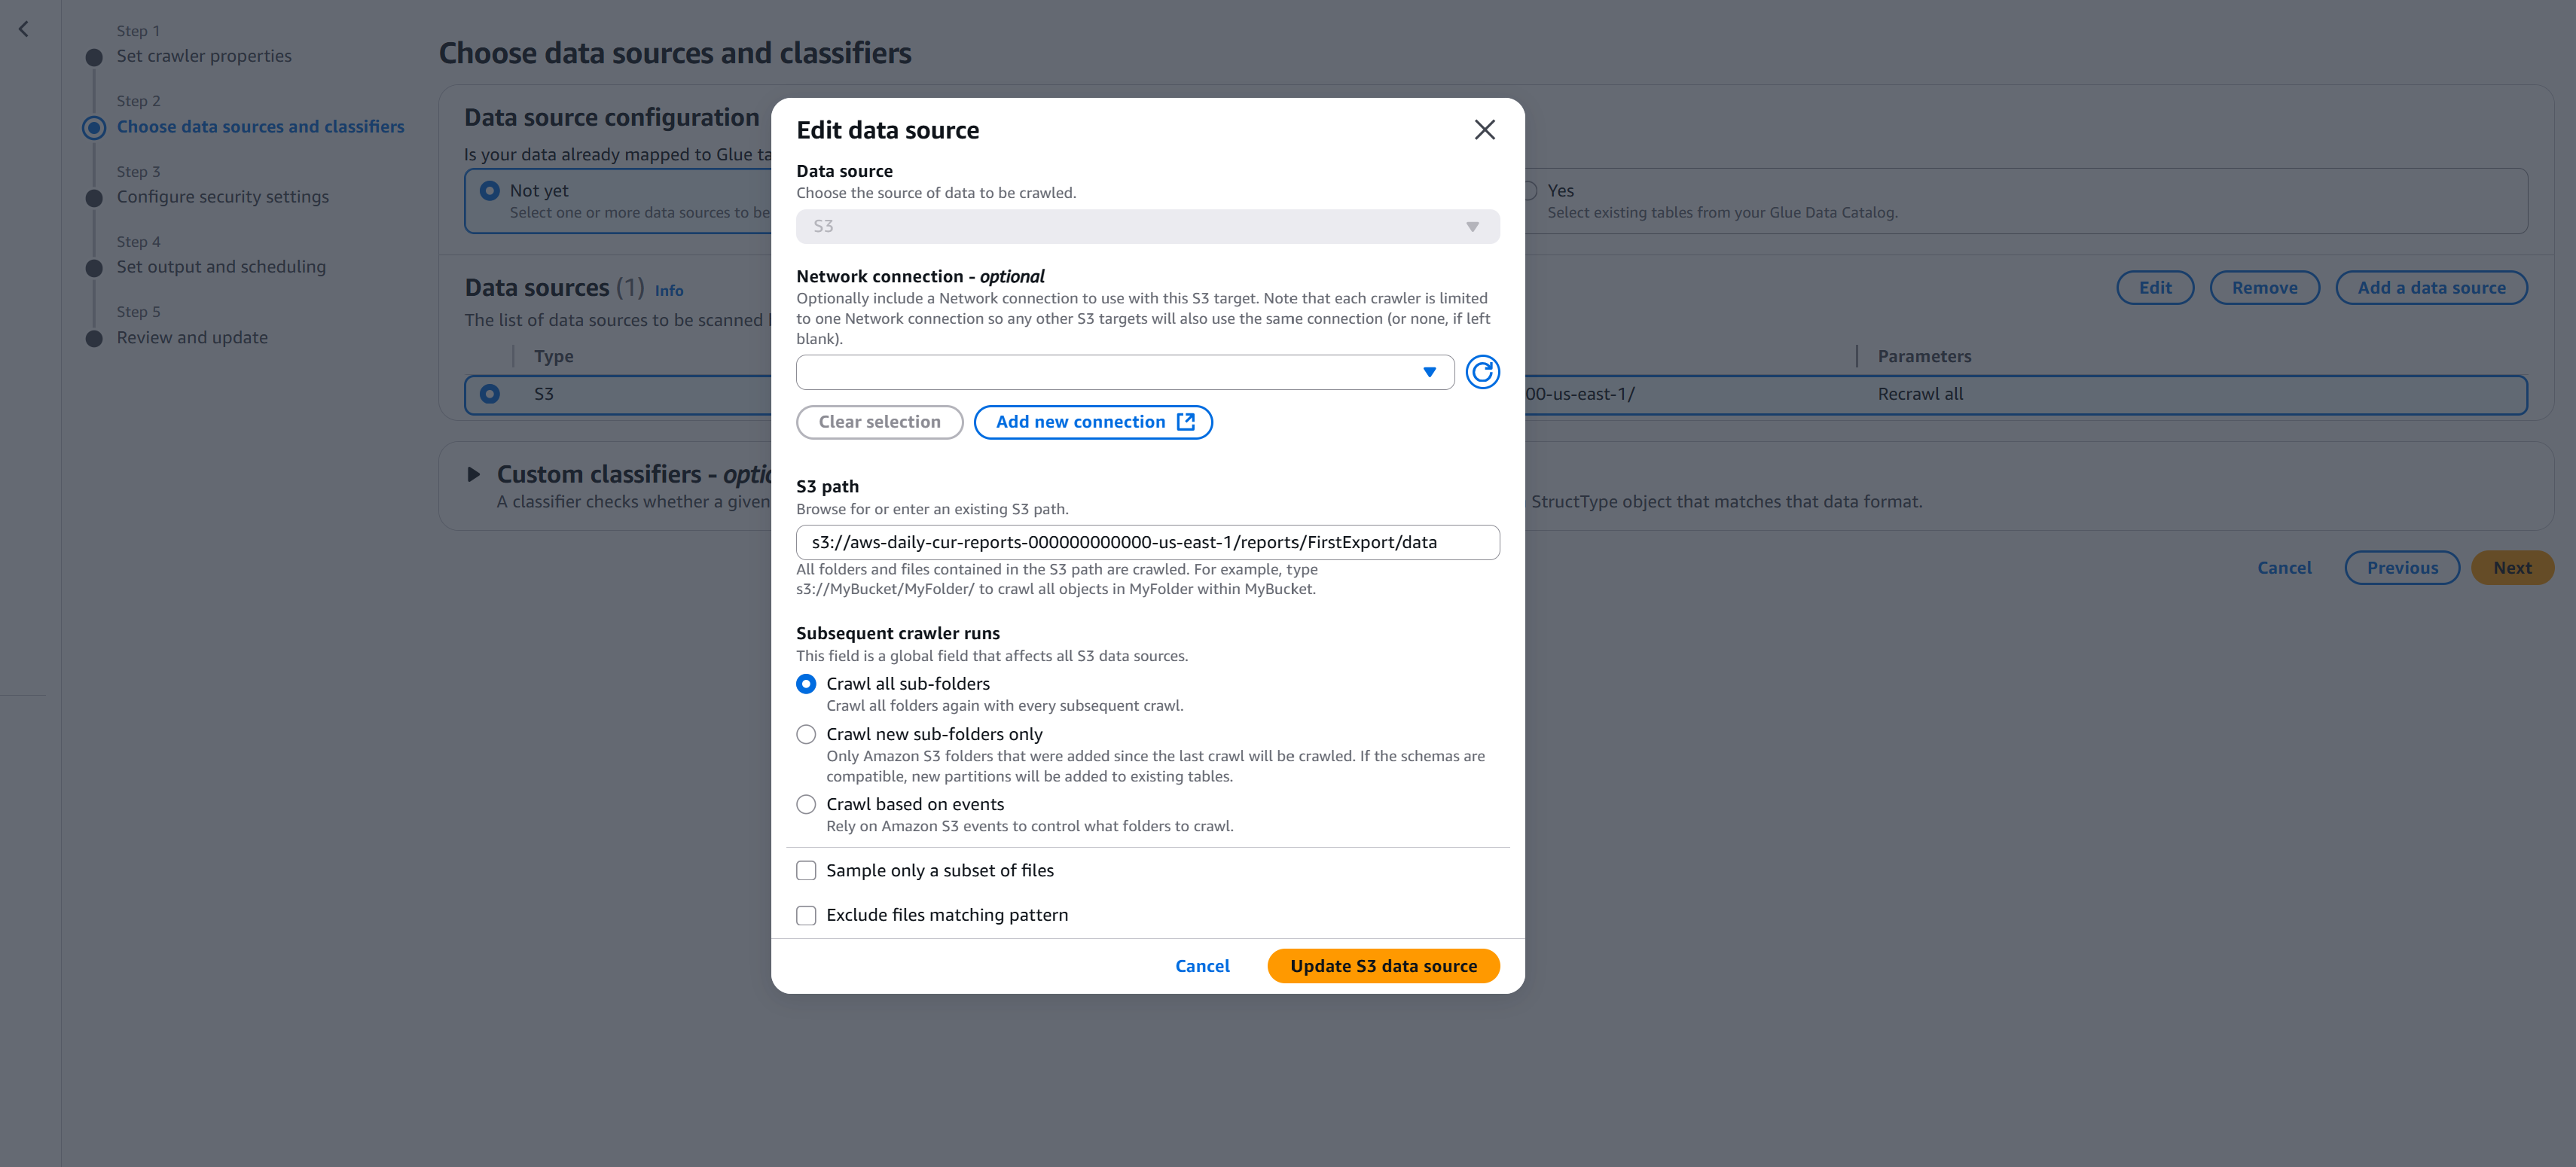 Step 1
Set crawler properties
Step 2
Choose data sources and classifiers
Step 3
Configure security settings
Step 4
Set output and scheduling
Step 5
Review and update
Choose data sources and classifiers
Data source configuration
Is your data already mapped to Glue ta
Not yet
Select one or more data sources to be
Yes
Select existing tables from your Glue Data Catalog.
Data sources (1) Info
The list of data sources to be scanned
Edit
Remove
Add a data source
Type
Parameters
S3
00-us-east-1/
Recrawl all
Custom classifiers - optio
A classifier checks whether a given
StructType object that matches that data format.
Cancel
Previous
Next
Edit data source
Data source
Choose the source of data to be crawled.
S3
Network connection - optional
Optionally include a Network connection to use with this S3 target. Note that each crawler is limited
to one Network connection so any other S3 targets will also use the same connection (or none, if left
blank).
Clear selection
Add new connection
S3 path
Browse for or enter an existing S3 path.
s3://aws-daily-cur-reports-000000000000-us-east-1/reports/FirstExport/data
All folders and files contained in the S3 path are crawled. For example, type
s3://MyBucket/MyFolder/ to crawl all objects in MyFolder within MyBucket.
Subsequent crawler runs
This field is a global field that affects all S3 data sources.
Crawl all sub-folders
Crawl all folders again with every subsequent crawl.
Crawl new sub-folders only
Only Amazon S3 folders that were added since the last crawl will be crawled. If the schemas are
compatible, new partitions will be added to existing tables.
Crawl based on events
Rely on Amazon S3 events to control what folders to crawl.
Sample only a subset of files
Exclude files matching pattern
Cancel
Update S3 data source